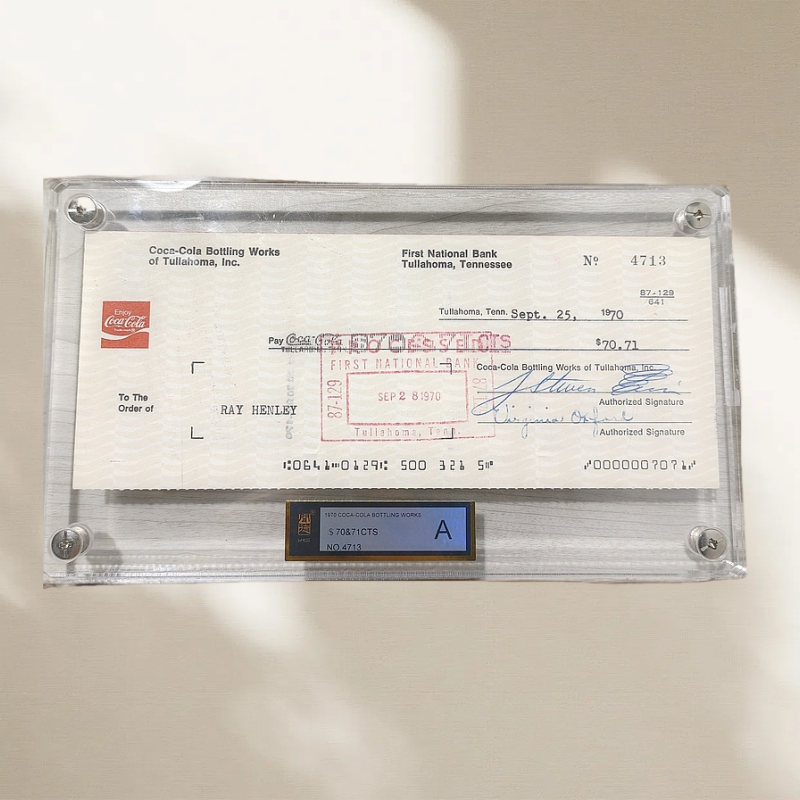 Coca-Cola Bottling Works
of Tullahoma, Inc.
First National Bank
Tullahoma, Tennessee
Nº 4713
87-129
641
Enjoy
Coca-Cola
Tullahoma, Tenn. Sept. 25, 1970
Pay Coca-Cola $70.71
FIRST NATIONAL BANK
87-129
SEP 28 1970
Tullahoma, Tenn.
Coca-Cola Bottling Works of Tullahoma, Inc.
Authorized Signature
To The
Order of
RAY HENLEY
Virginia
Authorized Signature
⑆0641⑉0129⑆ 500 321 5⑈ ⑇0000007071⑇
1970 COCA-COLA BOTTLING WORKS
$ 70&71CTS
A
NO 4713